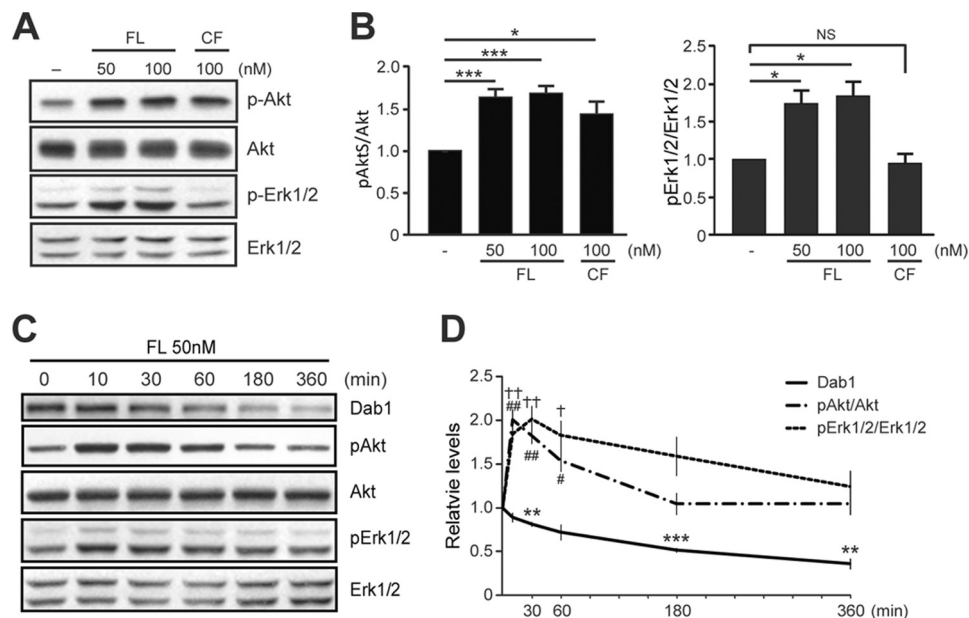 A
FL CF
– 50 100 100 (nM)
p-Akt
Akt
p-Erk1/2
Erk1/2
B
*
***
***
pAktS/Akt
2.0
1.5
1.0
0.5
0
- 50 100 100 (nM)
FL CF
NS
*
*
pErk1/2/Erk1/2
2.5
2.0
1.5
1.0
0.5
0
- 50 100 100 (nM)
FL CF
C
FL 50nM
0 10 30 60 180 360 (min)
Dab1
pAkt
Akt
pErk1/2
Erk1/2
D
Relatvie levels
2.5
2.0
1.5
1.0
0.5
0
†† †† †
##
##
#
** *** **
30 60 180 360 (min)
Dab1
pAkt/Akt
pErk1/2/Erk1/2